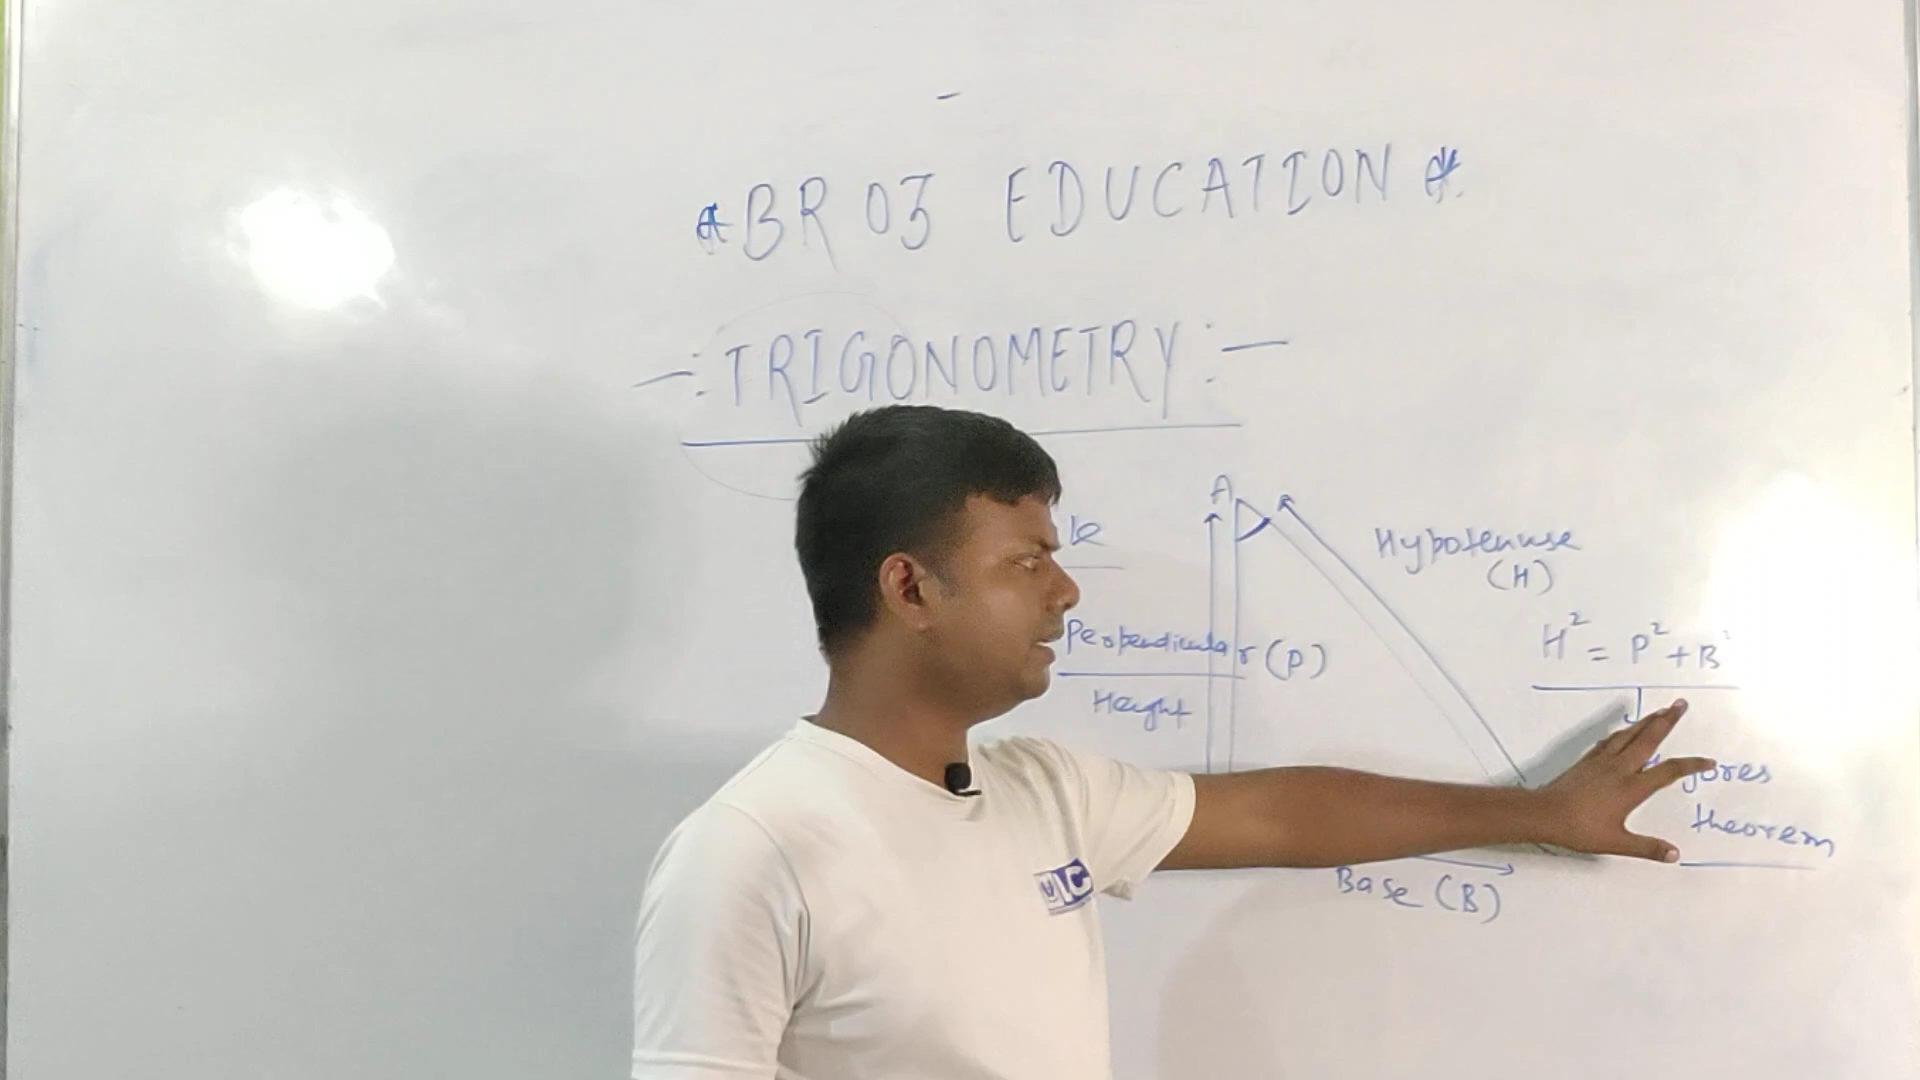 BR 03 EDUCATION
-: TRIGONOMETRY :-
A
Hypotenuse
(H)
Perpendicular (P)
Height
H² = P² + B²
theorem
Base (B)